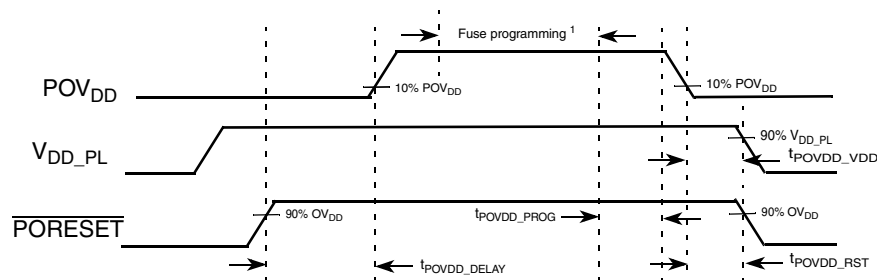 Fuse programming 1
POVDD
10% POVDD
10% POVDD
VDD_PL
90% VDD_PL
tPOVDD_VDD
PORESET
90% OVDD
tPOVDD_PROG
90% OVDD
tPOVDD_DELAY
tPOVDD_RST